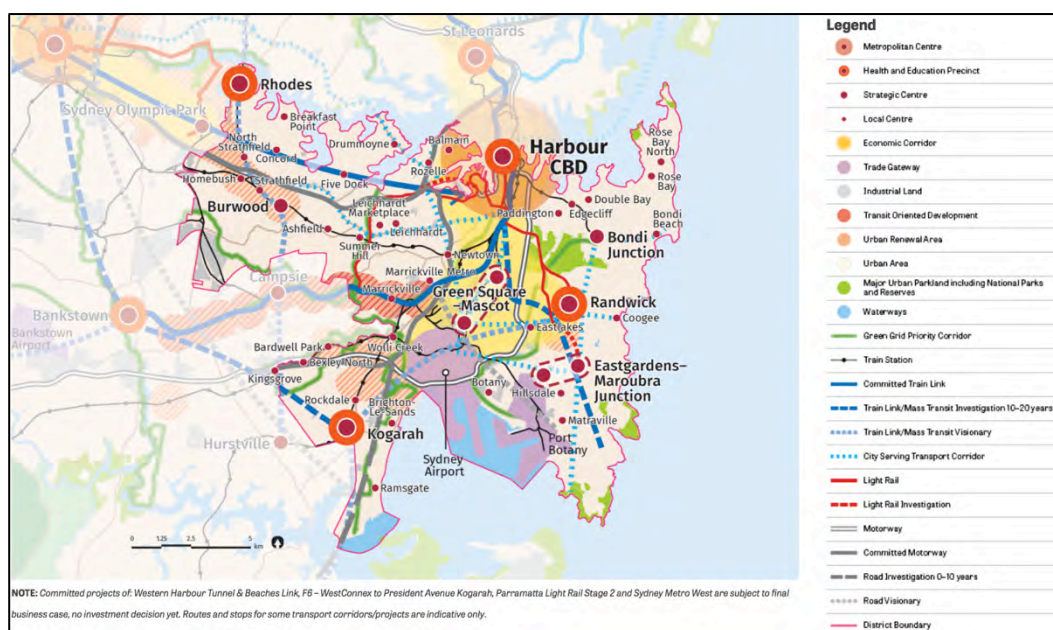 St Leonards
Rhodes
Sydney Olympic Park
Breakfast
Point
Drummoyne
Balmain
North
Strathfield
Concord
Rozelle
Harbour
CBD
Rose
Bay
North
Rose
Bay
Homebush
Strathfield
Five Dock
Burwood
Leichhardt
Marketplace
Leichhardt
Paddington
Double Bay
Edgecliff
Bondi
Beach
Ashfield
Summer
Hill
Newtown
Bondi
Junction
Marrickville Metro
Campsie
Marrickville
Green Square
–Mascot
Randwick
Bankstown
Bankstown
Airport
Eastlakes
Coogee
Bardwell Park
Wolli Creek
Bexley North
Kingsgrove
Eastgardens–
Maroubra
Junction
Botany
Hillsdale
Rockdale
Brighton-
Le-Sands
Matraville
Kogarah
Hurstville
Sydney
Airport
Port
Botany
Ramsgate
0 1.25 2.5 5
km
NOTE: Committed projects of: Western Harbour Tunnel & Beaches Link, F6 – WestConnex to President Avenue Kogarah, Parramatta Light Rail Stage 2 and Sydney Metro West are subject to final
business case, no investment decision yet. Routes and stops for some transport corridors/projects are indicative only.
Legend
Metropolitan Centre
Health and Education Precinct
Strategic Centre
Local Centre
Economic Corridor
Trade Gateway
Industrial Land
Transit Oriented Development
Urban Renewal Area
Urban Area
Major Urban Parkland including National Parks
and Reserves
Waterways
Green Grid Priority Corridor
Train Station
Committed Train Link
Train Link/Mass Transit Investigation 10–20 years
Train Link/Mass Transit Visionary
City Serving Transport Corridor
Light Rail
Light Rail Investigation
Motorway
Committed Motorway
Road Investigation 0–10 years
Road Visionary
District Boundary